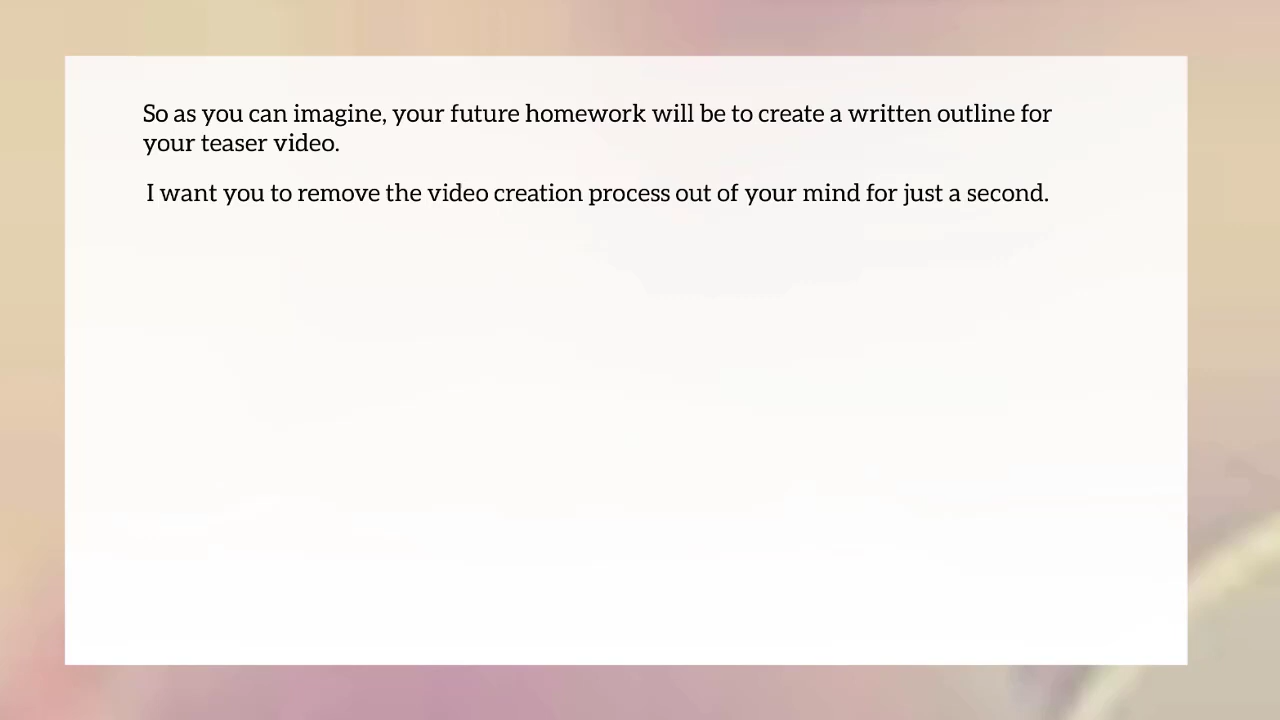 So as you can imagine, your future homework will be to create a written outline for
your teaser video.
I want you to remove the video creation process out of your mind for just a second.